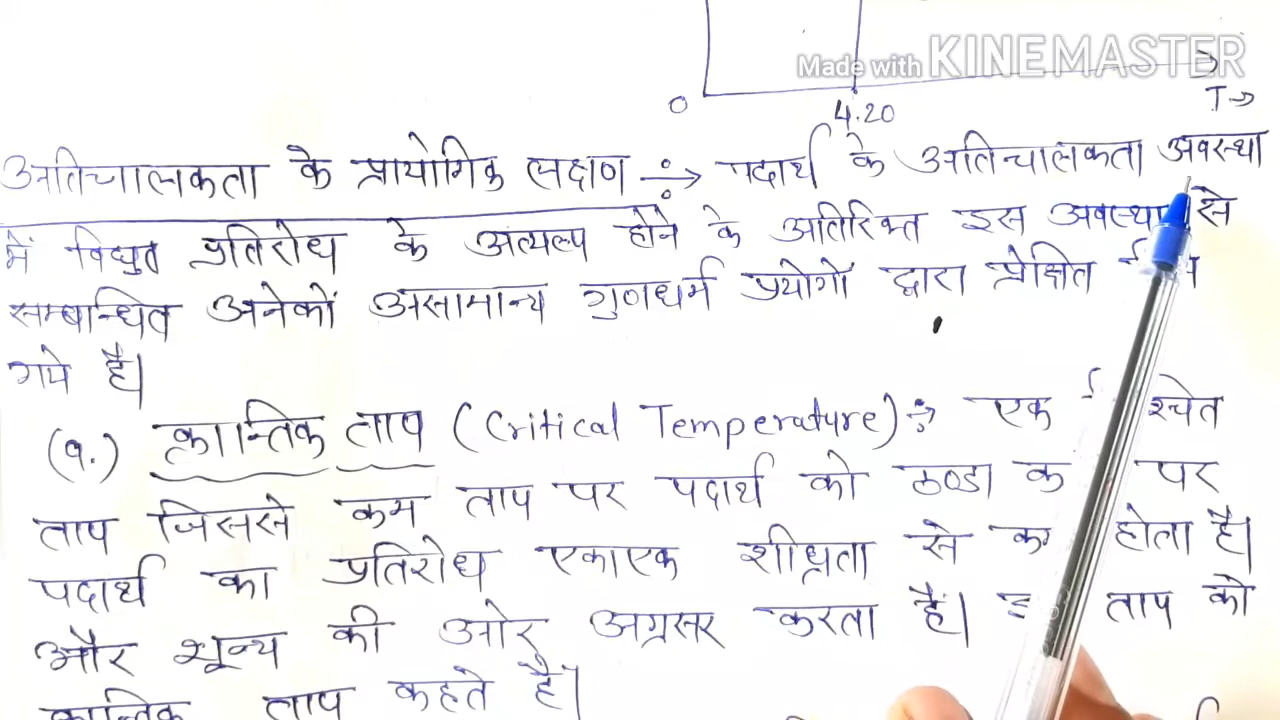 Made with KINEMASTER
0 4.20 T→
अतिचालकता के प्रायोगिक लक्षण ÷→ पदार्थ के अतिचालकता अवस्था
में विद्युत प्रतिरोध के अत्यल्प होने के अतिरिक्त इस अवस्था से
सम्बन्धित अनेकों असामान्य गुणधर्म प्रयोगों द्वारा प्रेक्षित
गये है।
(१.) क्रान्तिक ताप (Critical Temperature) ÷→ एक
ताप जिससे कम ताप पर पदार्थ को ठण्डा पर
पदार्थ का प्रतिरोध एकाएक शीघ्रता से होता है।
और शून्य की ओर अग्रसर करता हैं। ताप को
क्रान्तिक ताप कहते हैं।